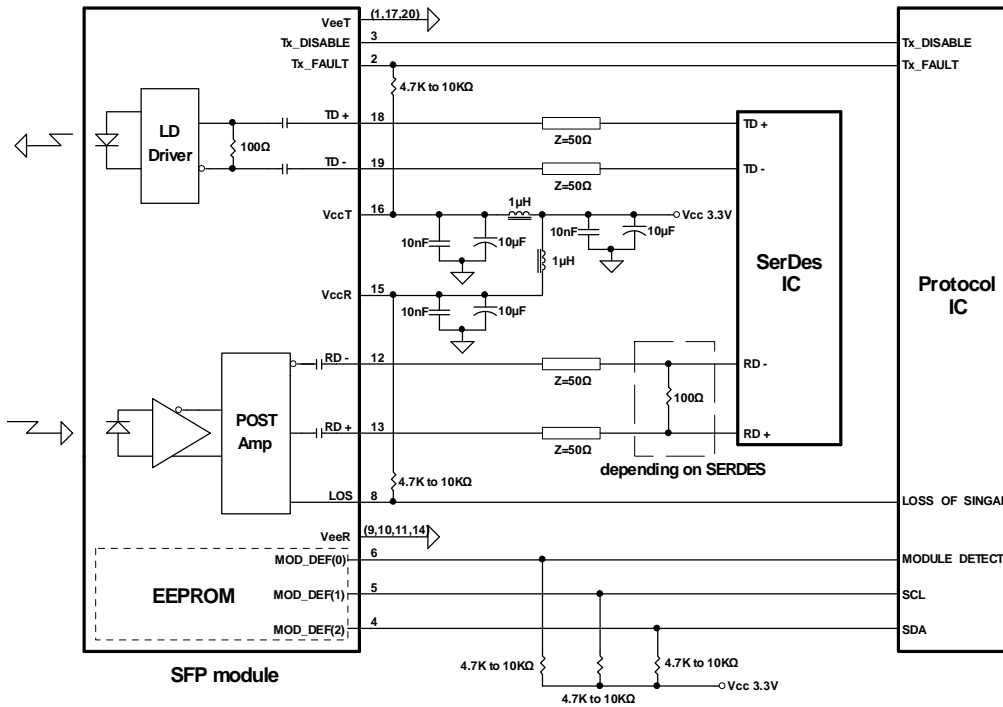 VeeT (1,17,20)
Tx_DISABLE 3 Tx_DISABLE
Tx_FAULT 2 Tx_FAULT
4.7K to 10KΩ
LD
Driver
100Ω
TD + 18 Z=50Ω TD +
TD - 19 Z=50Ω TD -
VccT 16 1µH Vcc 3.3V
10nF 10µF 10nF 10µF
1µH
VccR 15
10nF 10µF
SerDes
IC
Protocol
IC
RD - 12 Z=50Ω RD -
100Ω
POST
Amp
RD + 13 Z=50Ω RD +
depending on SERDES
4.7K to 10KΩ
LOS 8 LOSS OF SINGAL
VeeR (9,10,11,14)
MOD_DEF(0) 6 MODULE DETECT
EEPROM
MOD_DEF(1) 5 SCL
MOD_DEF(2) 4 SDA
4.7K to 10KΩ 4.7K to 10KΩ
4.7K to 10KΩ
Vcc 3.3V
SFP module